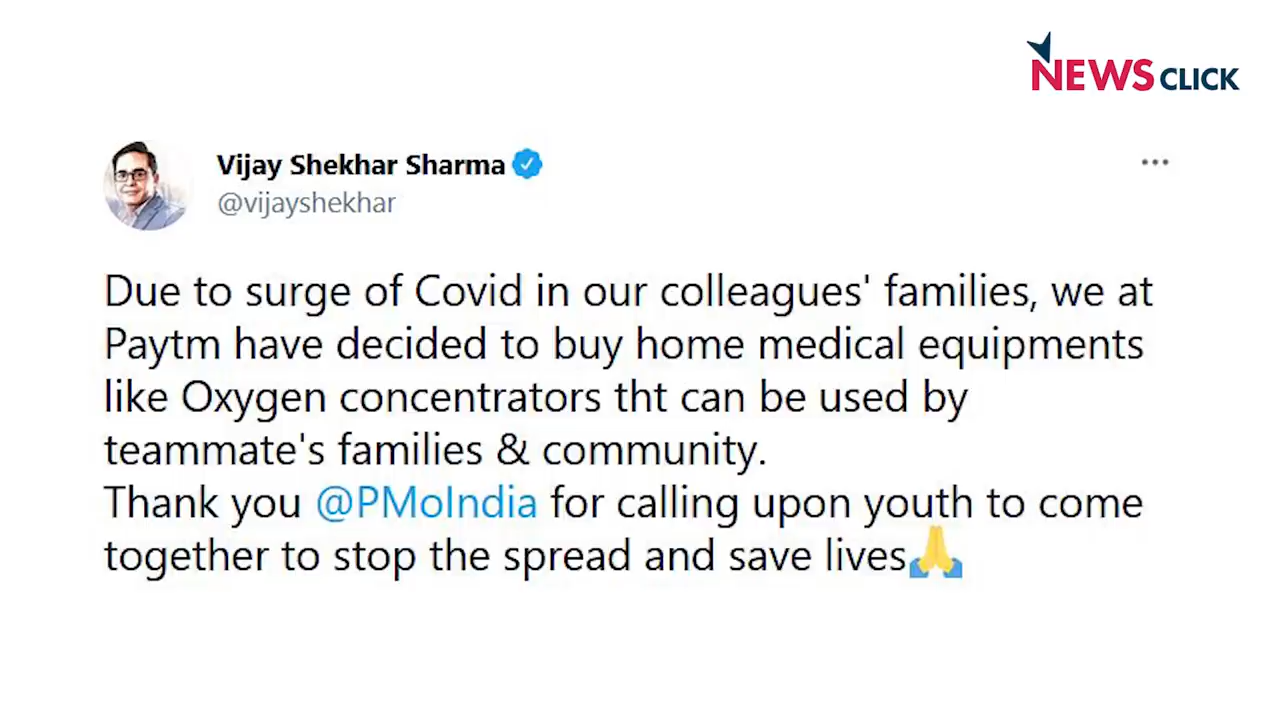 NEWS CLICK
Vijay Shekhar Sharma
@vijayshekhar
Due to surge of Covid in our colleagues' families, we at
Paytm have decided to buy home medical equipments
like Oxygen concentrators tht can be used by
teammate's families & community.
Thank you @PMoIndia for calling upon youth to come
together to stop the spread and save lives🙏